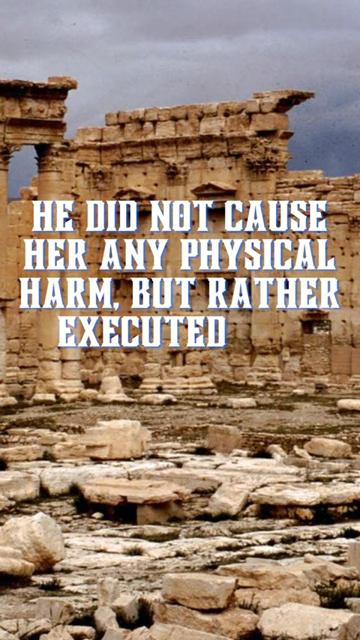 HE DID NOT CAUSE
HER ANY PHYSICAL
HARM, BUT RATHER
EXECUTED